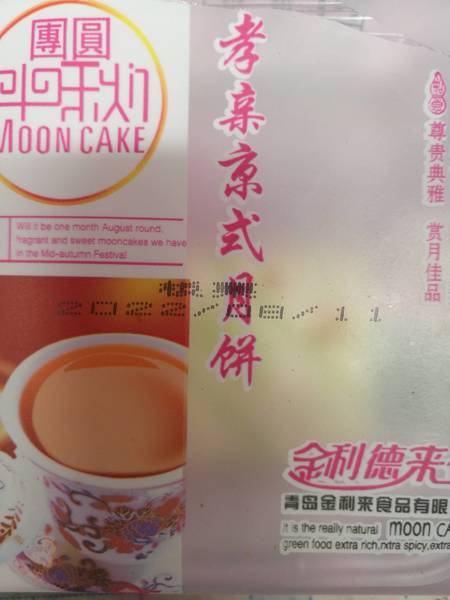 團圓
中秋
MOON CAKE
Will it be one month August round,
fragrant and sweet mooncakes we have
in the Mid-autumn Festival
孝亲京式月饼
尊贵典雅 赏月佳品
2022/08/11
金利德来
青岛金利来食品有限
it is the really natural moon CA
green food extra rich,rxtra spicy,extra